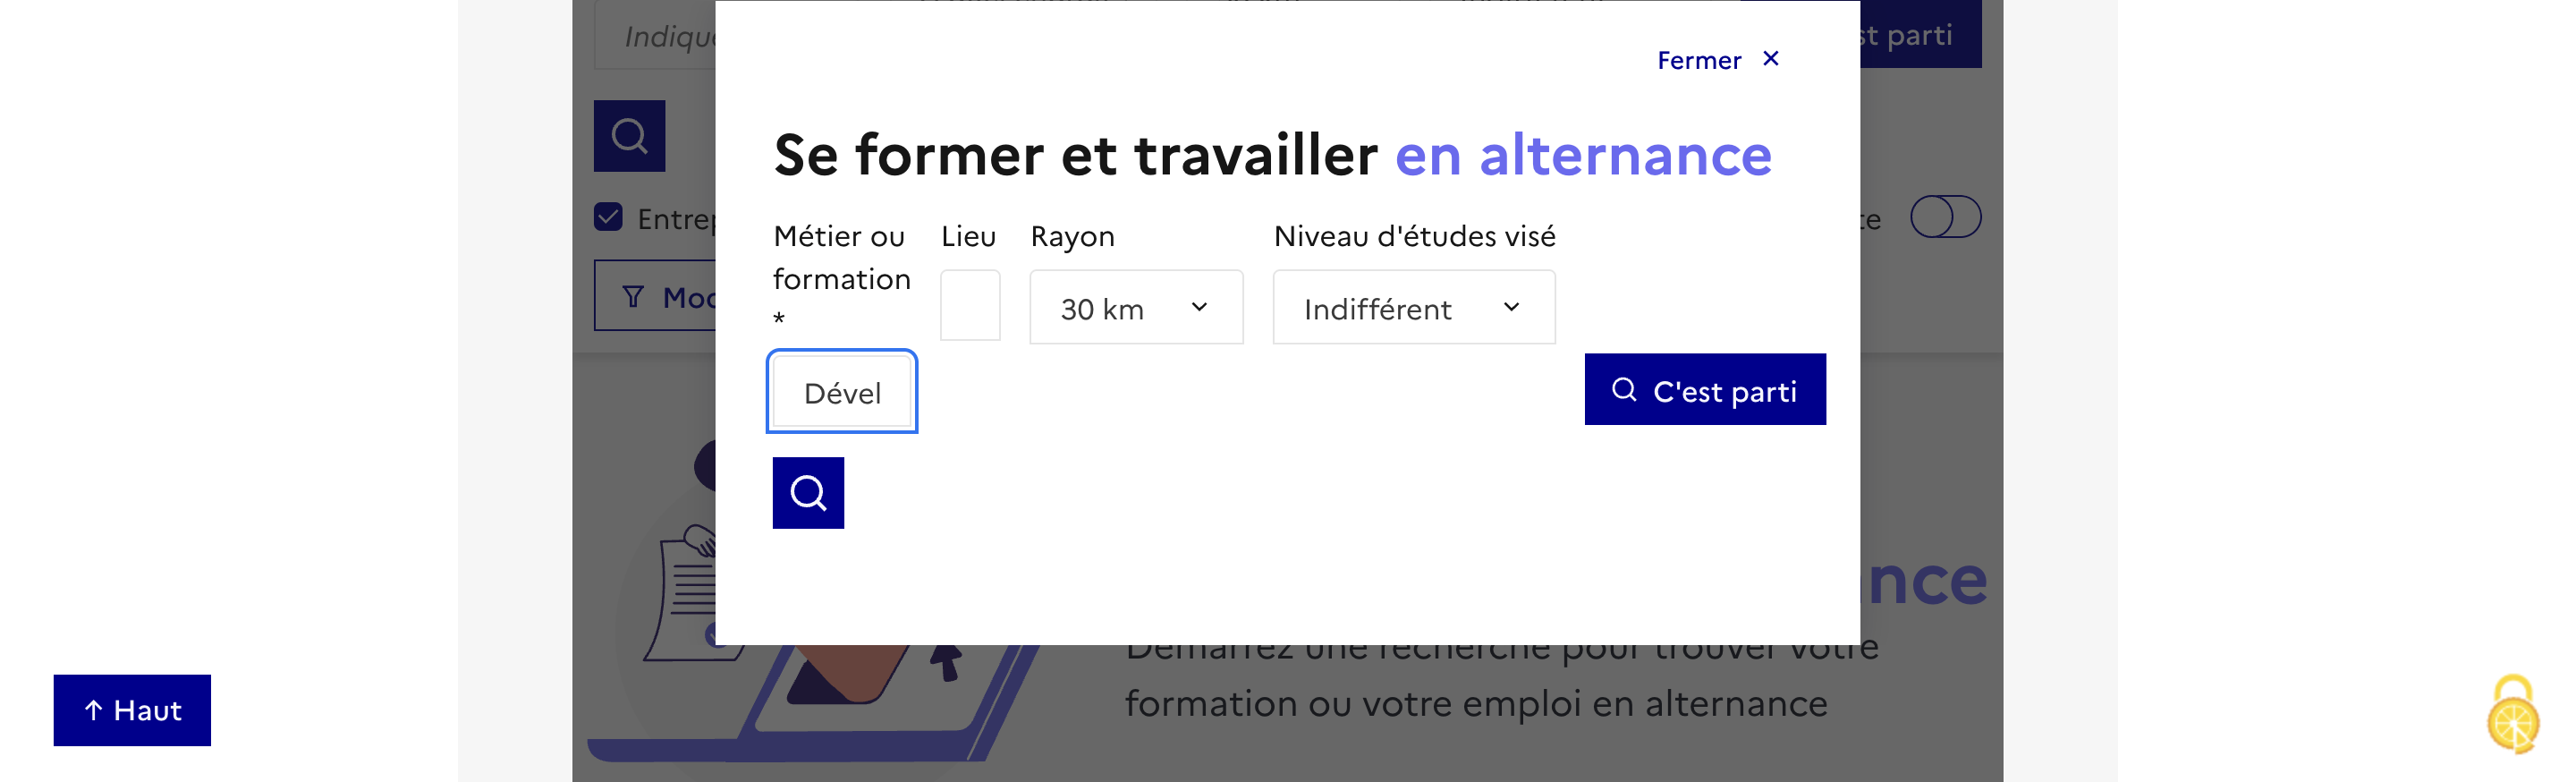 Indiqu
st parti
Fermer ×
Se former et travailler en alternance
Métier ou
formation
*
Lieu
Rayon
Niveau d'études visé
30 km
Indifférent
Dével
C'est parti
Entrep
te
Mod
nce
Démarrez une recherche pour trouver votre
formation ou votre emploi en alternance
↑ Haut